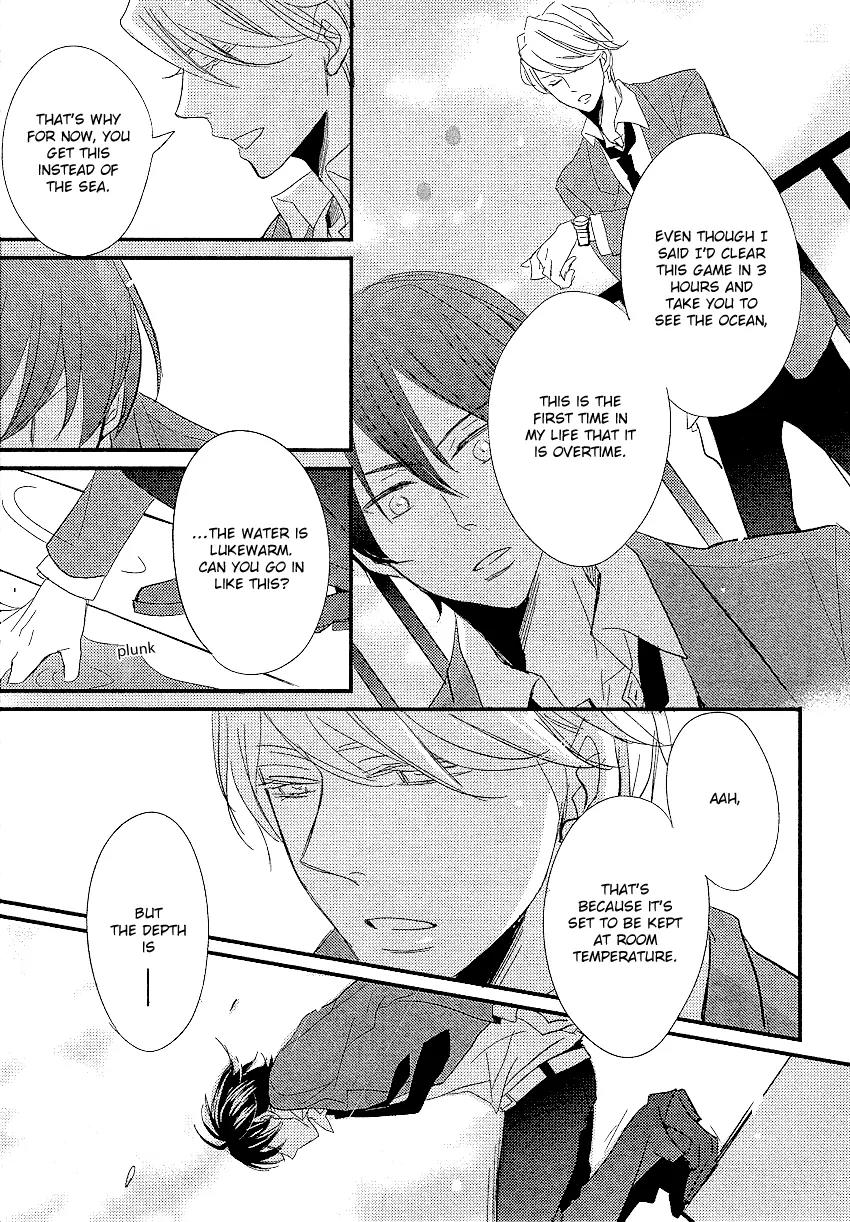 EVEN THOUGH I
SAID I'D CLEAR
THIS GAME IN 3
HOURS AND
TAKE YOU TO
SEE THE OCEAN,
THIS IS THE
FIRST TIME IN
MY LIFE THAT IT
IS OVERTIME.
THAT'S WHY
FOR NOW, YOU
GET THIS
INSTEAD OF
THE SEA.
...THE WATER IS
LUKEWARM.
CAN YOU GO IN
LIKE THIS?
plunk
AAH,
THAT'S
BECAUSE IT'S
SET TO BE KEPT
AT ROOM
TEMPERATURE.
BUT
THE DEPTH
IS
—